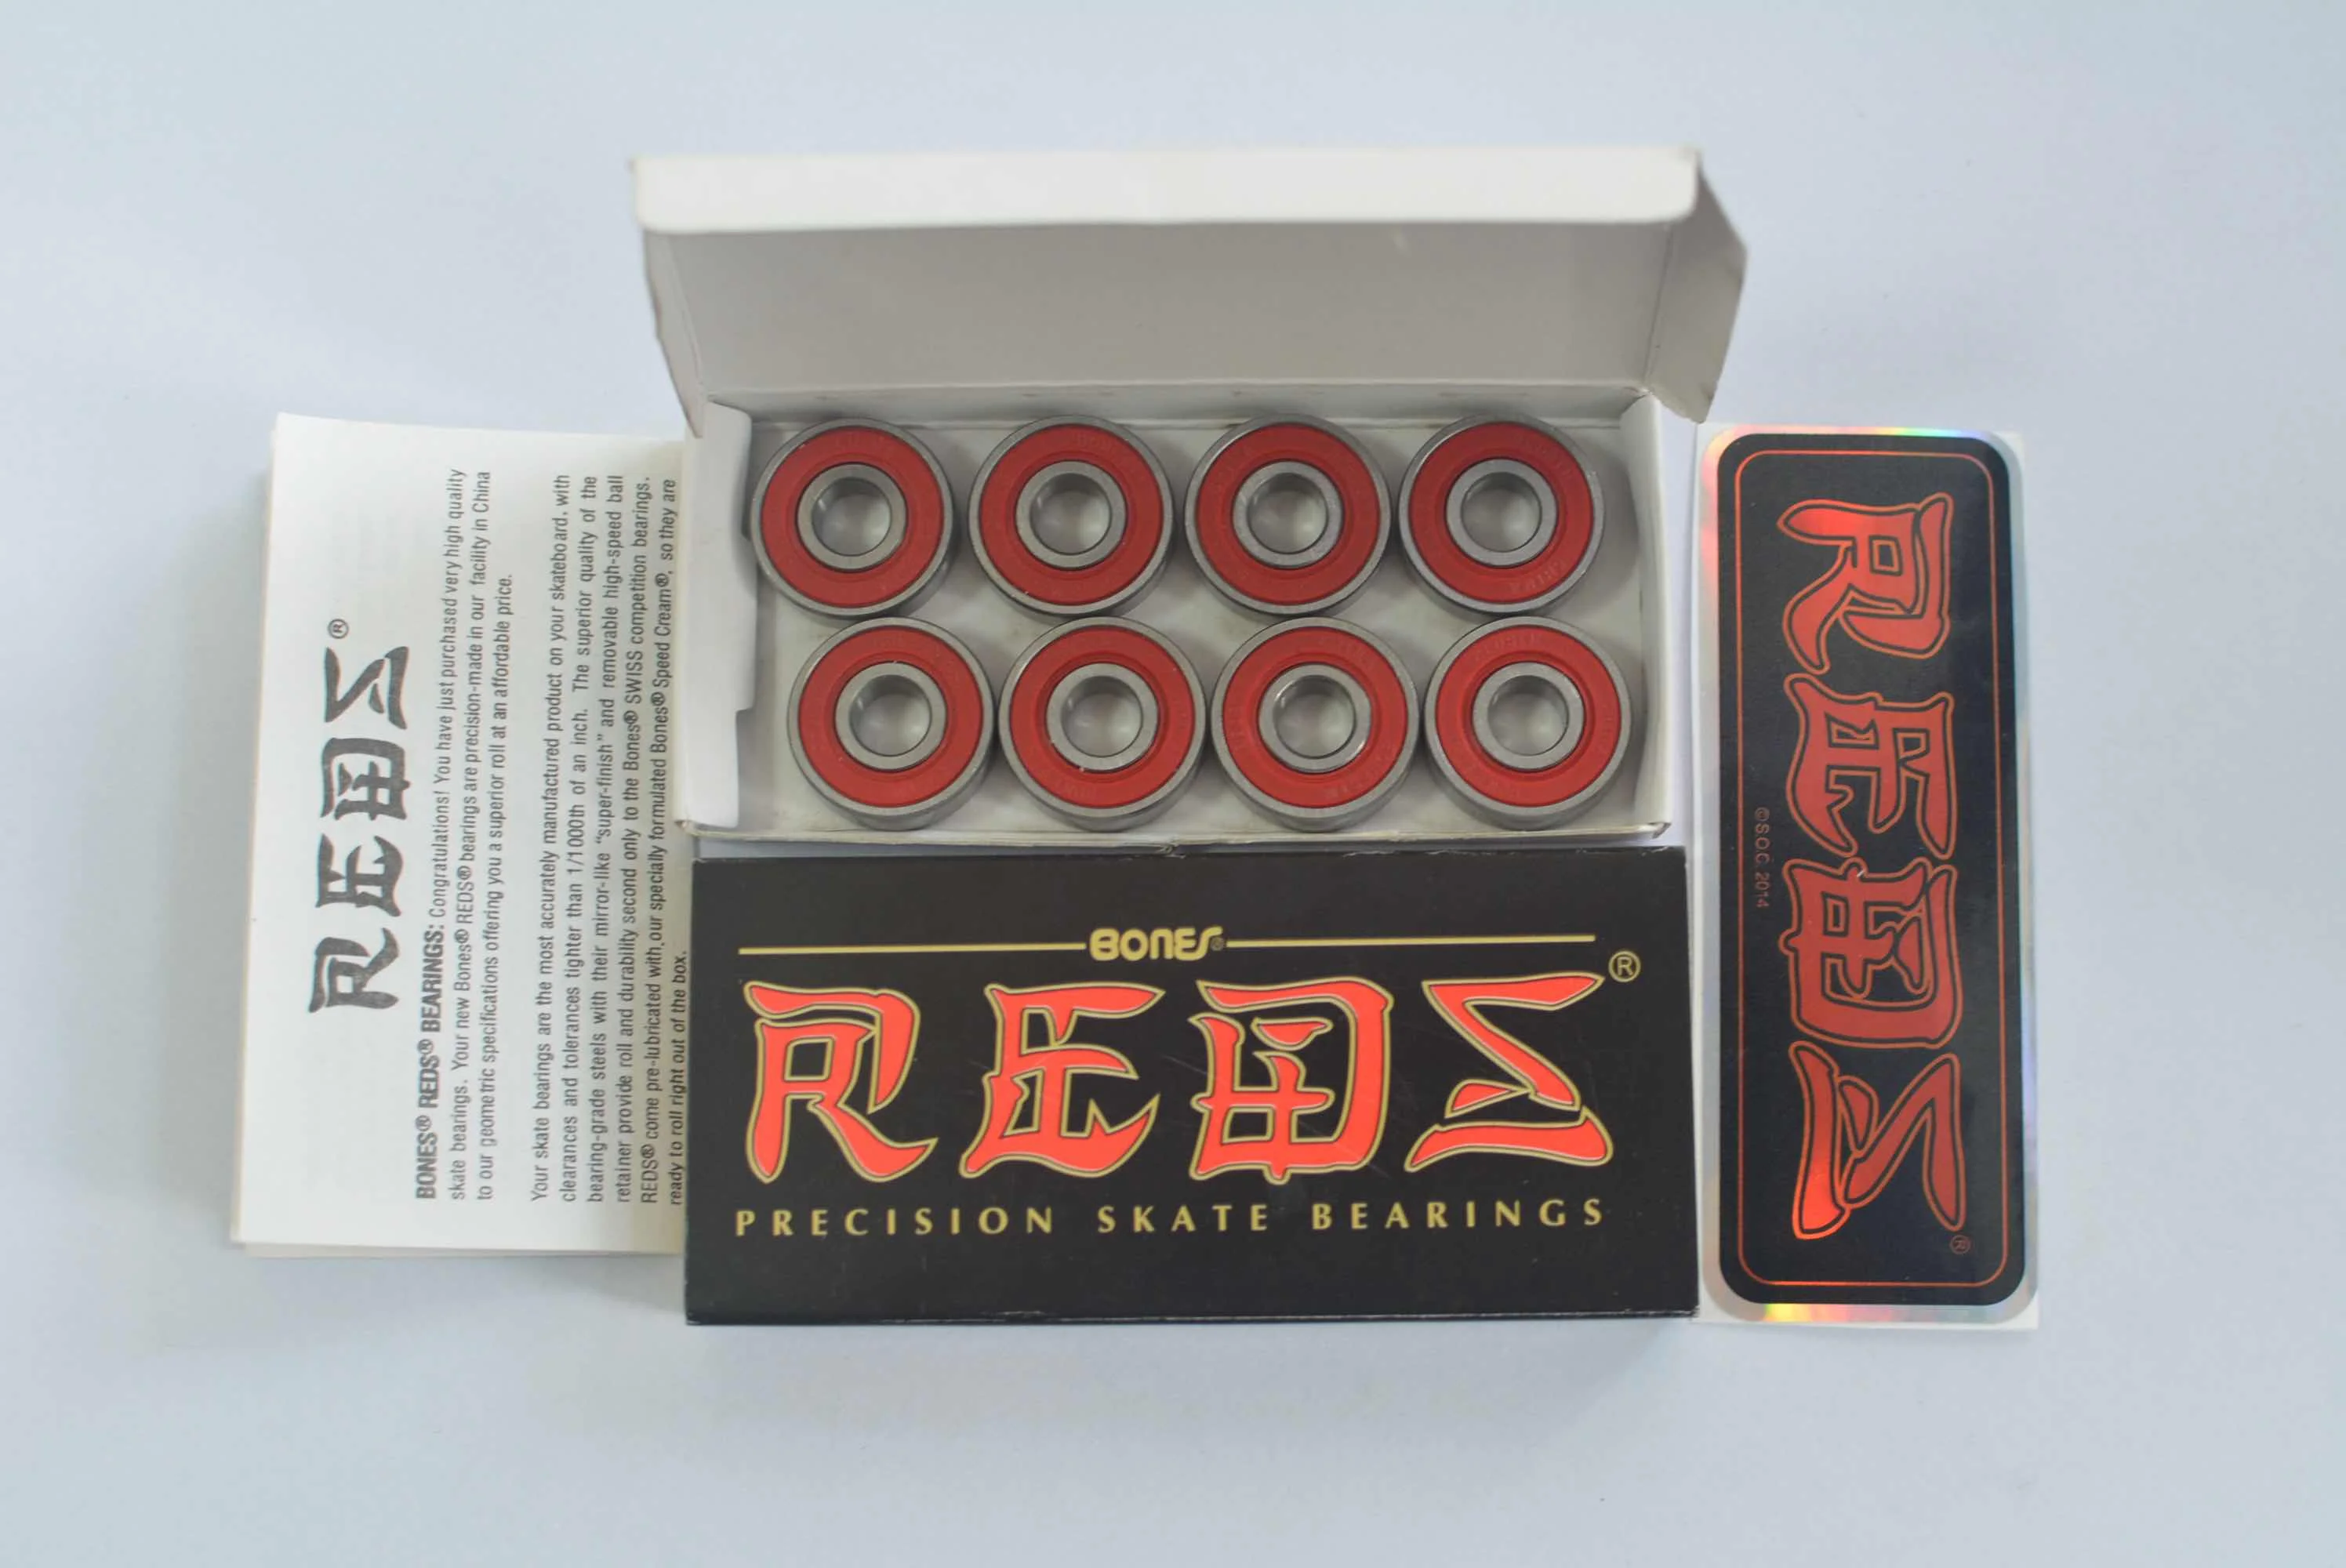 REDS®
BONES® REDS® BEARINGS: Congratulations! You have just purchased very high quality
skate bearings. Your new Bones® REDS® bearings are precision-made in our facility in China
to our geometric specifications offering you a superior roll at an affordable price.
Your skate bearings are the most accurately manufactured product on your skateboard, with
clearances and tolerances tighter than 1/1000th of an inch. The superior quality of the
bearing-grade steels with their mirror-like "super-finish" and removable high-speed ball
retainer provide roll and durability second only to the Bones® SWISS competition bearings.
REDS® come pre-lubricated with our specially formulated Bones® Speed Cream®, so they are
ready to roll right out of the box.
BONES®
REDS®
PRECISION SKATE BEARINGS
REDS®
©SOC 2014